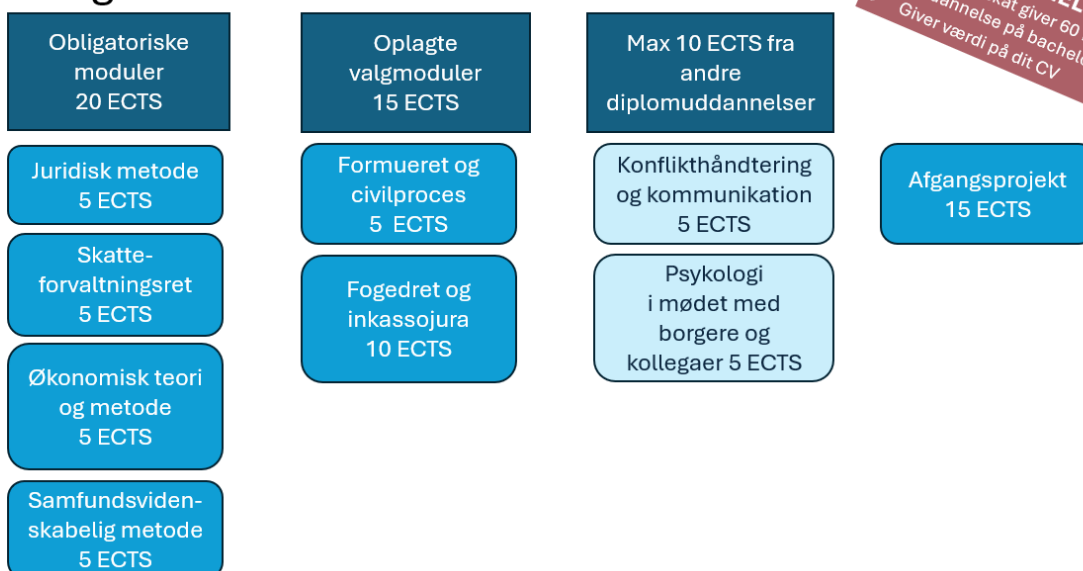 Obligatoriske
moduler
20 ECTS
Juridisk metode
5 ECTS
Skatte-
forvaltningsret
5 ECTS
Økonomisk teori
og metode
5 ECTS
Samfundsviden-
skabelig metode
5 ECTS
Oplagte
valgmoduler
15 ECTS
Formueret og
civilproces
5 ECTS
Fogedret og
inkassojura
10 ECTS
Max 10 ECTS fra
andre
diplomuddannelser
Konflikthåndtering
og kommunikation
5 ECTS
Psykologi
i mødet med
borgere og
kollegaer 5 ECTS
Afgangsprojekt
15 ECTS
giver 60
på
Giver værdi på dit CV